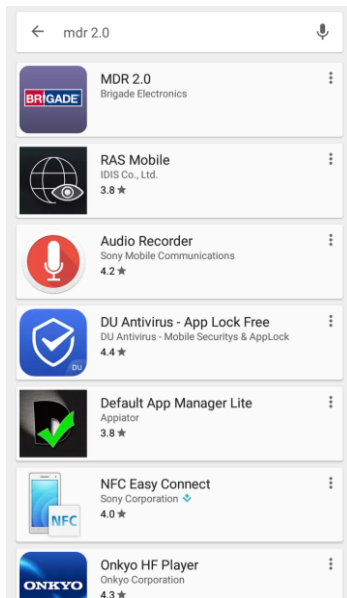 mdr 2.0
MDR 2.0
Brigade Electronics
BRIGADE
RAS Mobile
IDIS Co., Ltd.
3.8 ★
Audio Recorder
Sony Mobile Communications
4.2 ★
DU Antivirus - App Lock Free
DU Antivirus - Mobile Securitys & AppLock
4.4 ★
DU
Default App Manager Lite
Appiator
3.8 ★
NFC Easy Connect
Sony Corporation
4.0 ★
NFC
Onkyo HF Player
Onkyo Corporation
4.3 ★
ONKYO